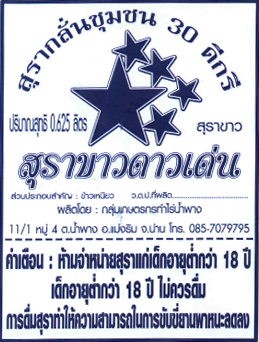 สุรากลั่นชุมชน 30 ดีกรี
ปริมาณสุทธิ 0.625 ลิตร
สุราขาว
สุราขาวดาวเด่น
ส่วนประกอบสำคัญ : ข้าวเหนียว ว.ด.ป.ที่ผลิต
ผลิตโดย : กลุ่มเกษตรกรทำไร่น้ำพาง
11/1 หมู่ 4 ต.น้ำพาง อ.แม่จริม จ.น่าน โทร. 085-7079795
คำเตือน : ห้ามจำหน่ายสุราแก่เด็กอายุต่ำกว่า 18 ปี
เด็กอายุต่ำกว่า 18 ปี ไม่ควรดื่ม
การดื่มสุราทำให้ความสามารถในการขับขี่ยานพาหนะลดลง